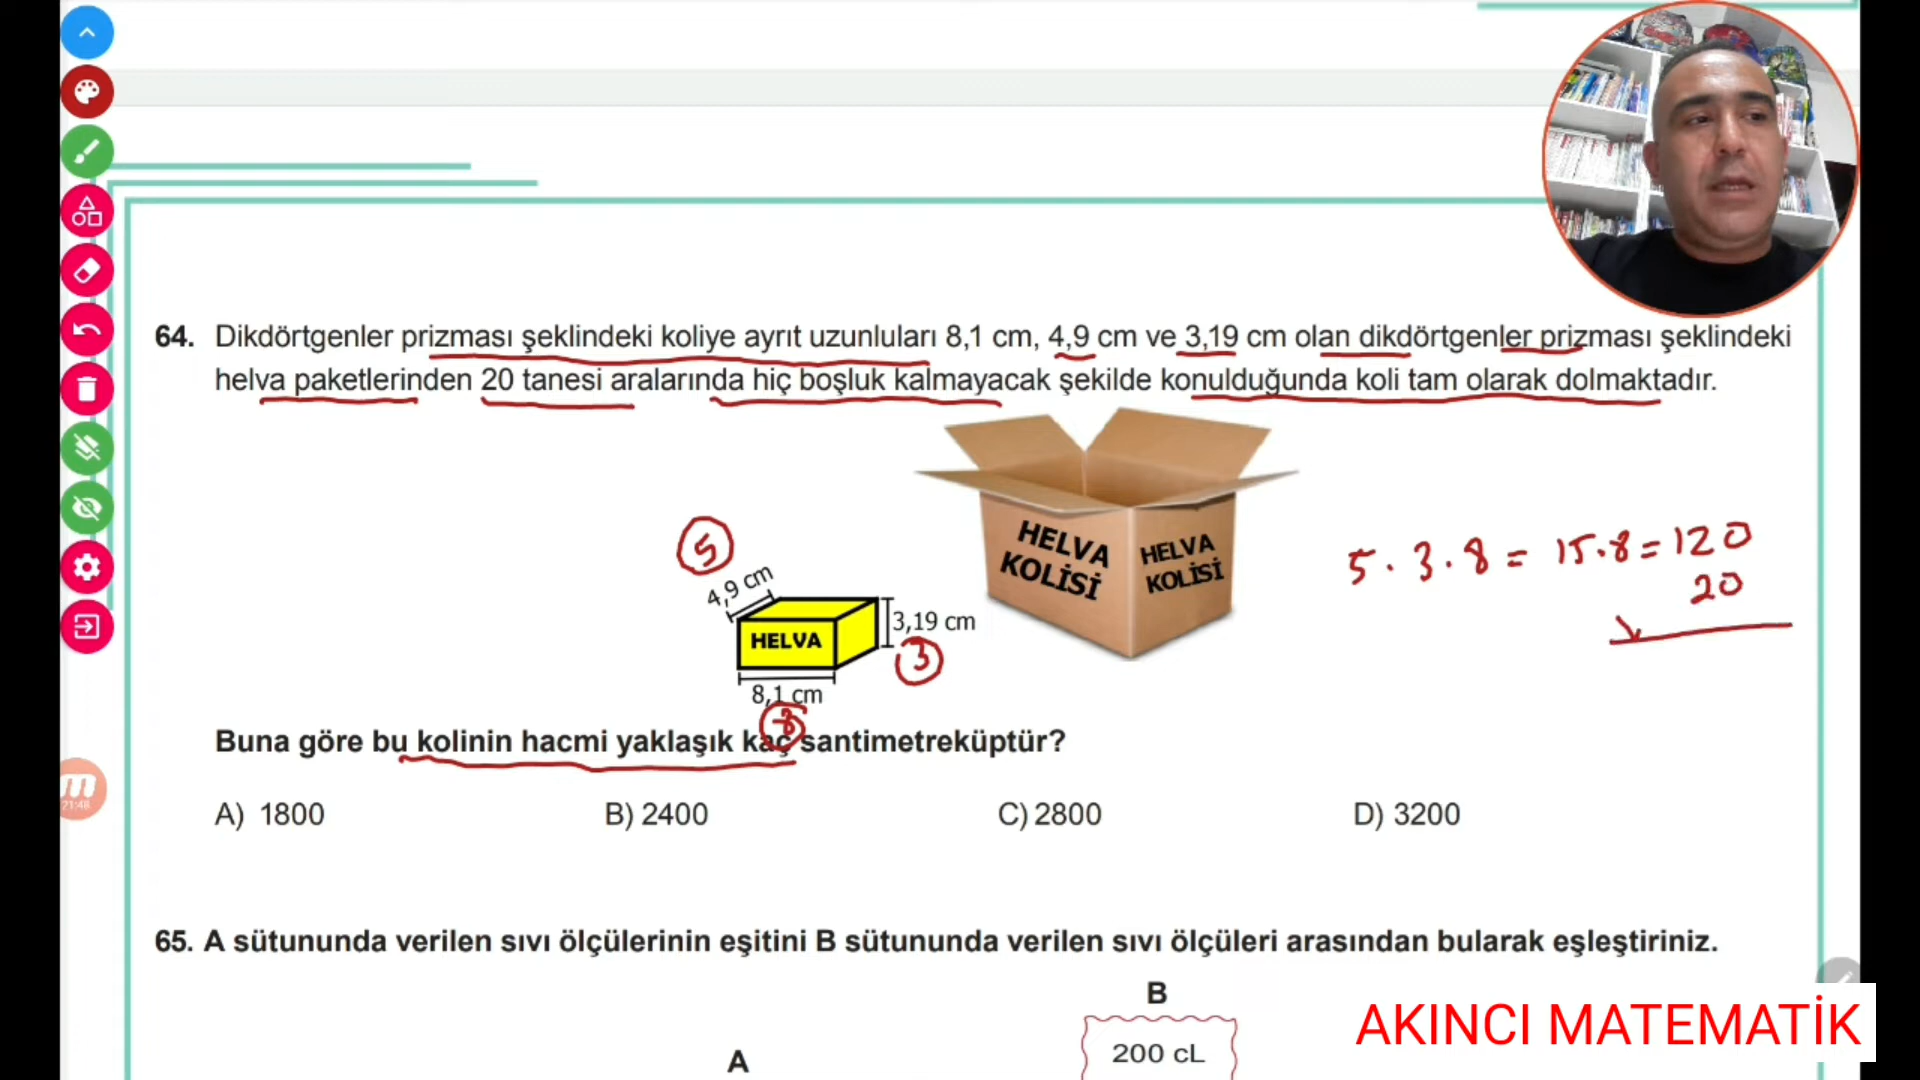 64. Dikdörtgenler prizması şeklindeki koliye ayrıt uzunluları 8,1 cm, 4,9 cm ve 3,19 cm olan dikdörtgenler prizması şeklindeki
helva paketlerinden 20 tanesi aralarında hiç boşluk kalmayacak şekilde konulduğunda koli tam olarak dolmaktadır.
HELVA KOLİSİ
HELVA KOLİSİ
5 . 3 . 8 = 15 . 8 = 120
20
5
4,9 cm
3,19 cm
HELVA
3
8,1 cm
8
Buna göre bu kolinin hacmi yaklaşık kaç santimetreküptür?
A) 1800
B) 2400
C) 2800
D) 3200
m
21:48
65. A sütununda verilen sıvı ölçülerinin eşitini B sütununda verilen sıvı ölçüleri arasından bularak eşleştiriniz.
B
200 cL
A
AKINCI MATEMATİK